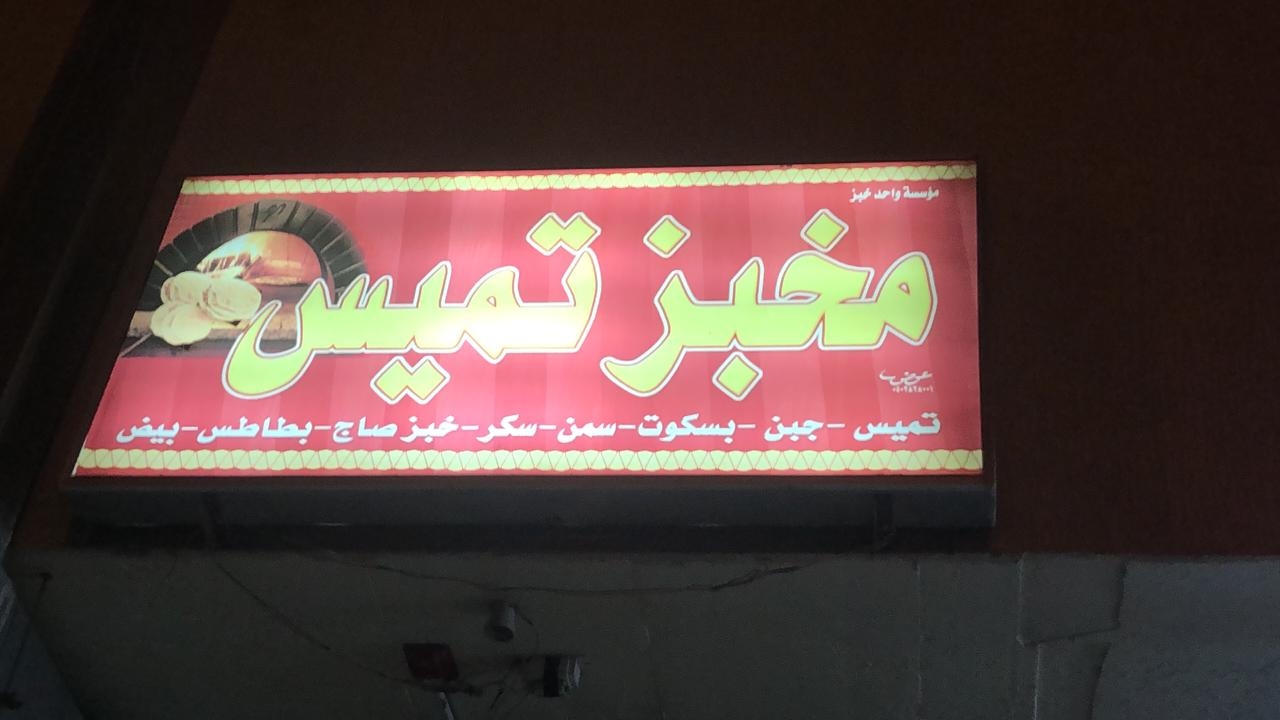 مؤسسة واحد خبز
مخبز تميس
تميس - جبن - بسكوت - سمن - سكر - خبز صاج - بطاطس - بيض